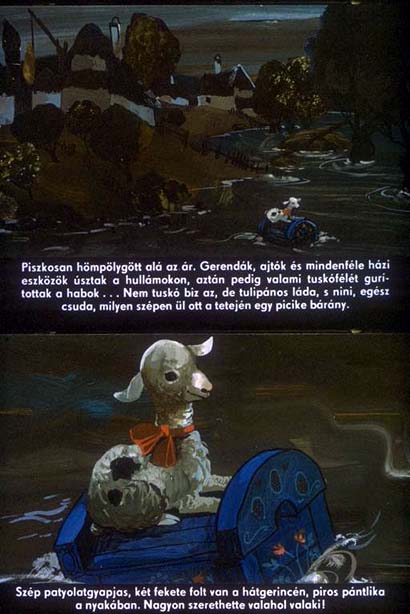 Piszkosan hömpölygött alá az ár. Gerendák, ajtók és mindenféle házi
eszközök úsztak a hullámokon, aztán pedig valami tuskófélét gurí-
tottak a habok . . . Nem tuskó biz az, de tulipános láda, s nini, egész
csuda, milyen szépen ül ott a tetején egy picike bárány.
Szép patyolatgyapjas, két fekete folt van a hátgerincén, piros pántlika
a nyakában. Nagyon szerethette valahol valaki!